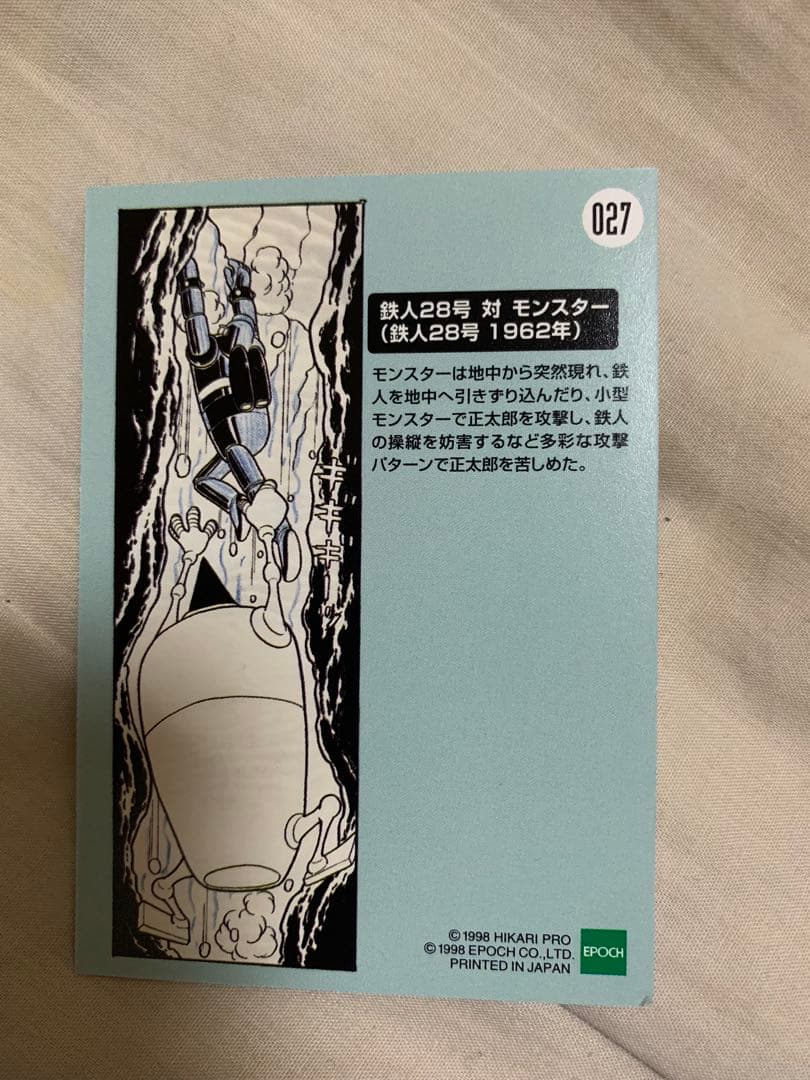 027
鉄人28号 対 モンスター
(鉄人28号 1962年)
モンスターは地中から突然現れ、鉄
人を地中へ引きずり込んだり、小型
モンスターで正太郎を攻撃し、鉄人
の操縦を妨害するなど多彩な攻撃
パターンで正太郎を苦しめた。
キキキー
©1998 HIKARI PRO
©1998 EPOCH CO.,LTD.
PRINTED IN JAPAN
EPOCH